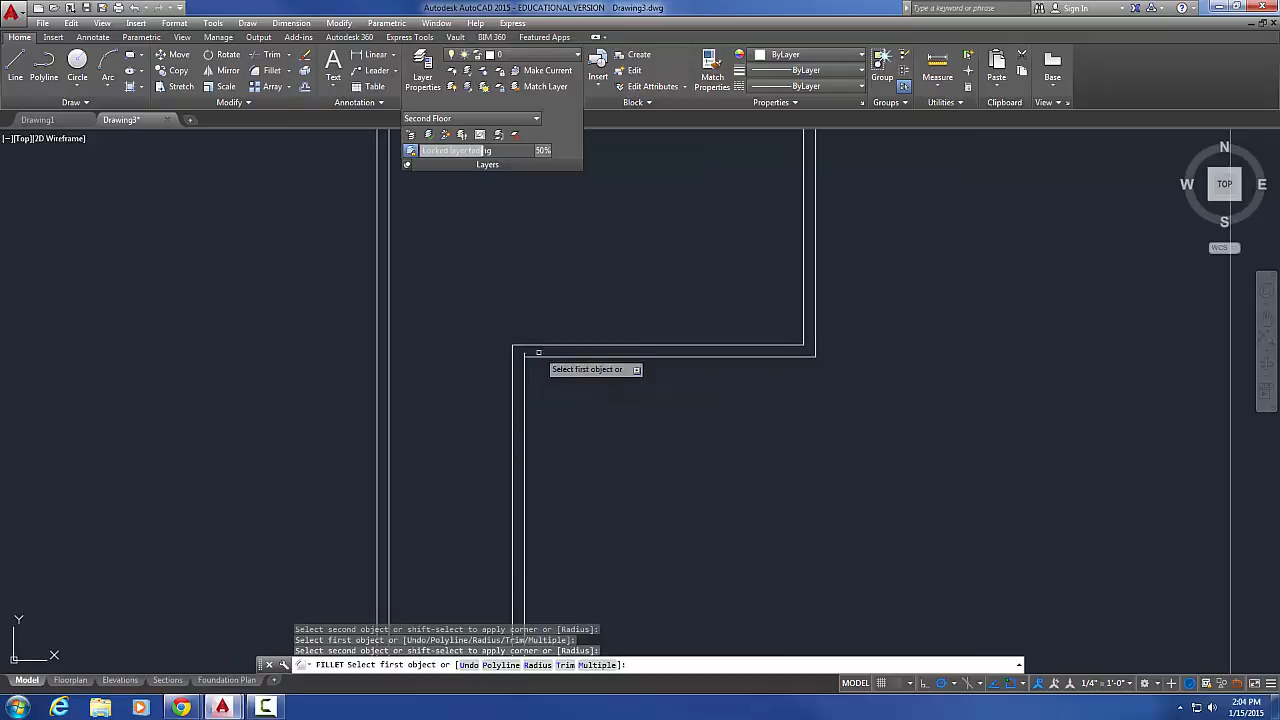 Autodesk AutoCAD 2015 - EDUCATIONAL VERSION Drawing3.dwg
Type a keyword or phrase
Sign In
File Edit View Insert Format Tools Draw Dimension Modify Parametric Window Vault Help Express
Home Insert Annotate Parametric View Manage Output Add-ins Autodesk 360 Express Tools Vault BIM 360 Featured Apps
Line
Polyline
Circle
Arc
Move
Rotate
Trim
Copy
Mirror
Fillet
Stretch
Scale
Array
Text
Linear
Leader
Table
Layer
Properties
0
Make Current
Match Layer
Insert
Create
Edit
Edit Attributes
Match
Properties
ByLayer
ByLayer
ByLayer
Group
Measure
Paste
Base
Draw
Modify
Annotation
Block
Properties
Groups
Utilities
Clipboard
View
Second Floor
Locked layer fading
50%
Layers
Drawing1
Drawing3*
[−][Top][2D Wireframe]
N
W
TOP
E
S
WCS
Select first object or
Y
X
Select second object or shift-select to apply corner or [Radius]:
Select first object or [Undo/Polyline/Radius/Trim/Multiple]:
Select second object or shift-select to apply corner or [Radius]:
FILLET Select first object or [Undo Polyline Radius Trim Multiple]:
Model
Floorplan
Elevations
Sections
Foundation Plan
MODEL
1/4" = 1'-0"
2:04 PM
1/15/2015